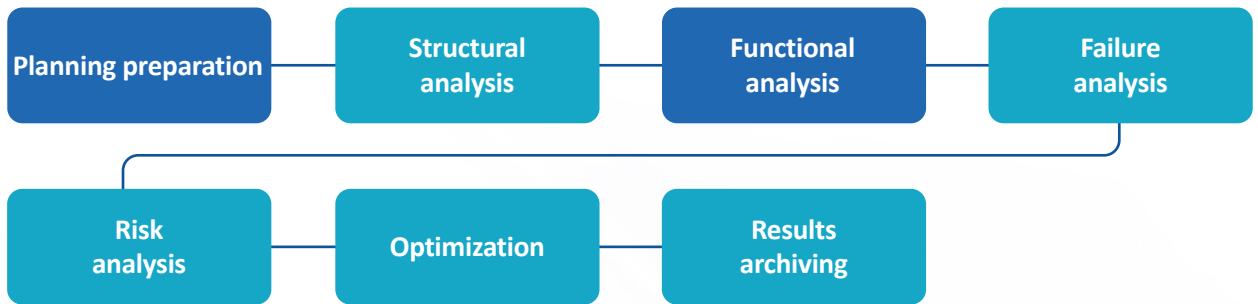 Planning preparation
Structural
analysis
Functional
analysis
Failure
analysis
Risk
analysis
Optimization
Results
archiving